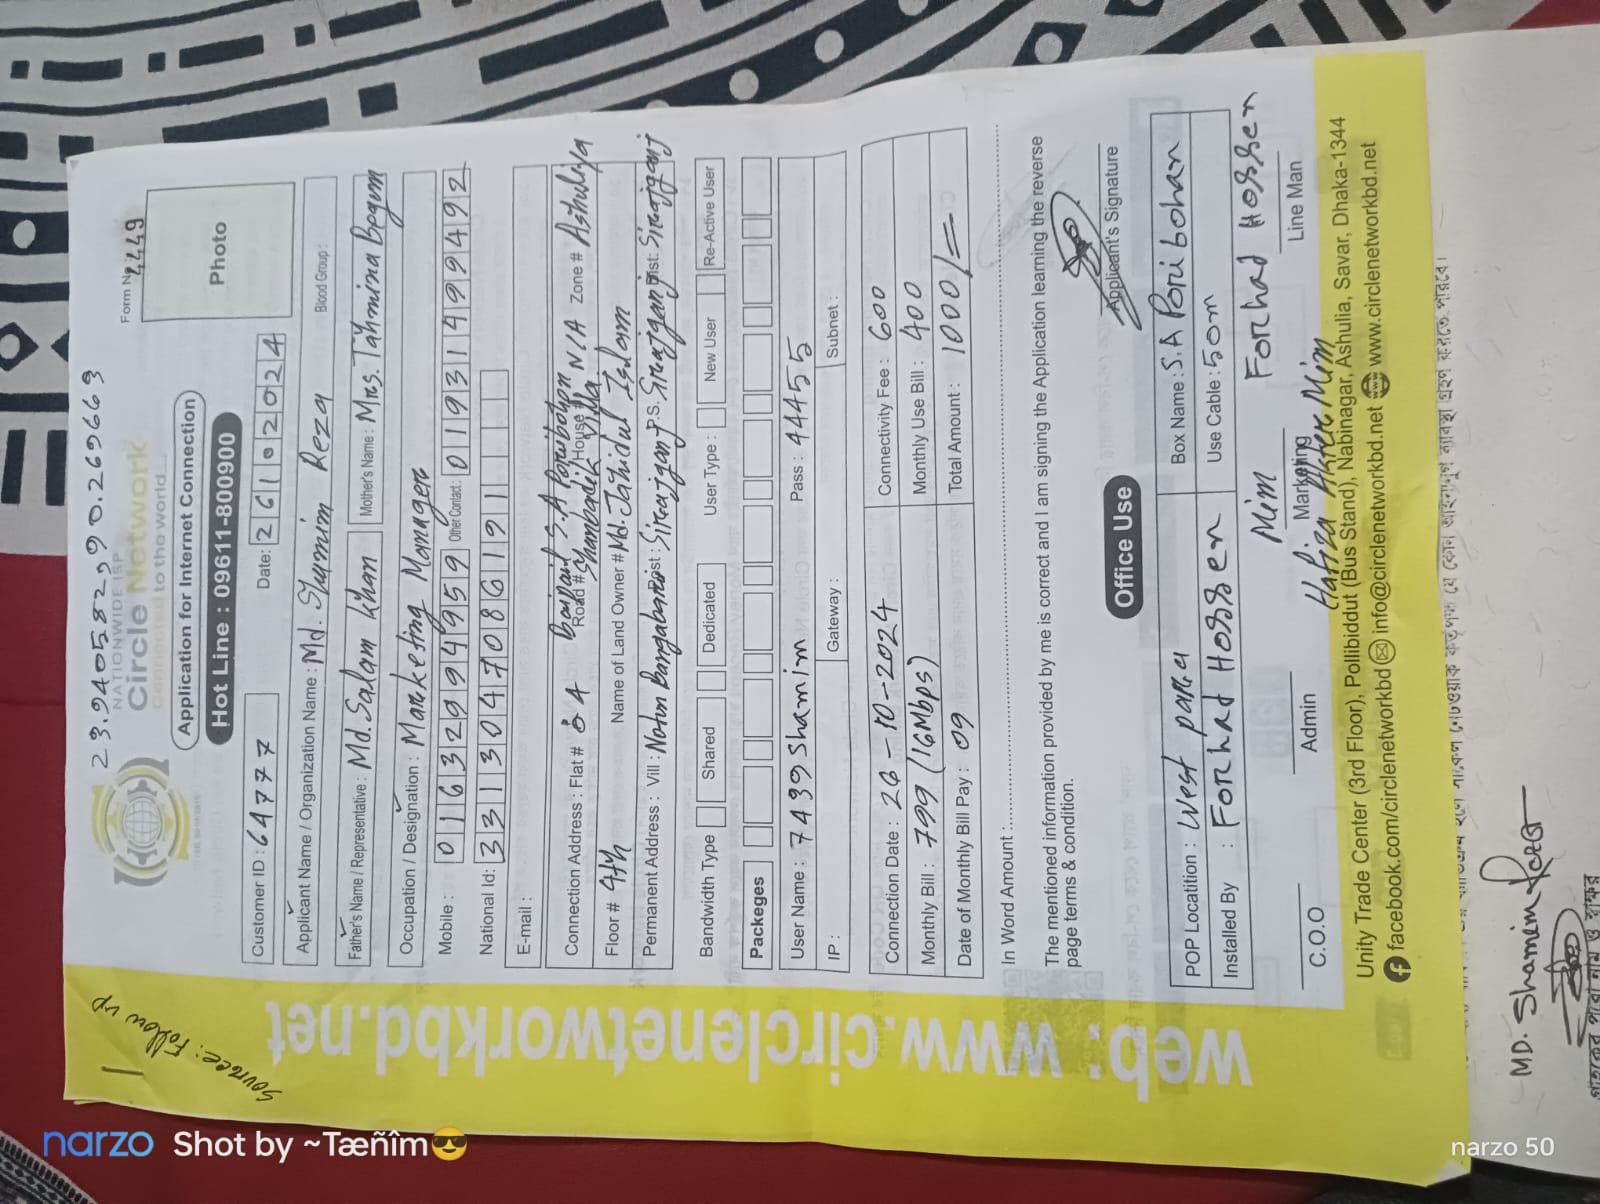 23.94058829 90.269669
Form No: 2449
NATIONWIDE ISP
Circle Network
connected to the world...
Application for Internet Connection
Hot Line : 09611-800900
Photo
Customer ID : 64777 Date: 26102024
Applicant Name / Organization Name : Md. Shamim Reza Blood Group :
Father's Name / Representative : Md. Salam Khan Mother's Name : Mrs. Tahmina Begum
Occupation / Designation : Marketing Manager
Mobile : 01632994959 Other Contact : 01931499492
National Id: 3313047086191
E-mail :
Connection Address : Flat # 4 Baipail S.A Poribohon Road # Shambadik Villa House # N/A Zone # Ashuliya
Floor # 4th Name of Land Owner # Md. Jahidul Islam
Permanent Address : Vill : Notun Bangabari Post : Sirajganj P.S. Sirajganj Dist: Sirajganj
Bandwidth Type Shared Dedicated User Type : New User Re-Active User
Packeges
User Name : 7439Shamim Pass : 44455
IP : Gateway : Subnet :
Connection Date : 26-10-2024 Connectivity Fee : 600
Monthly Bill : 799 (16Mbps) Monthly Use Bill : 400
Date of Monthly Bill Pay : 09 Total Amount : 1000/=
In Word Amount :
The mentioned information provided by me is correct and I am signing the Application learning the reverse
page terms & condition.
Applicant's Signature
Office Use
POP Locatition : West para Box Name : S.A Poribohan
Installed By : Forhad Hossen Use Cable : 50m
Mim Forhad Hossen
C.O.O Admin Marketing Line Man
Hafiza Akter Mim
Unity Trade Center (3rd Floor), Pollibiddut (Bus Stand), Nabinagar, Ashulia, Savar, Dhaka-1344
facebook.com/circlenetworkbd info@circlenetworkbd.net www.circlenetworkbd.net
web: www.circlenetworkbd.net
Source: Follow up
MD. Shamim Reza
narzo Shot by ~Tæñîm😎
narzo 50